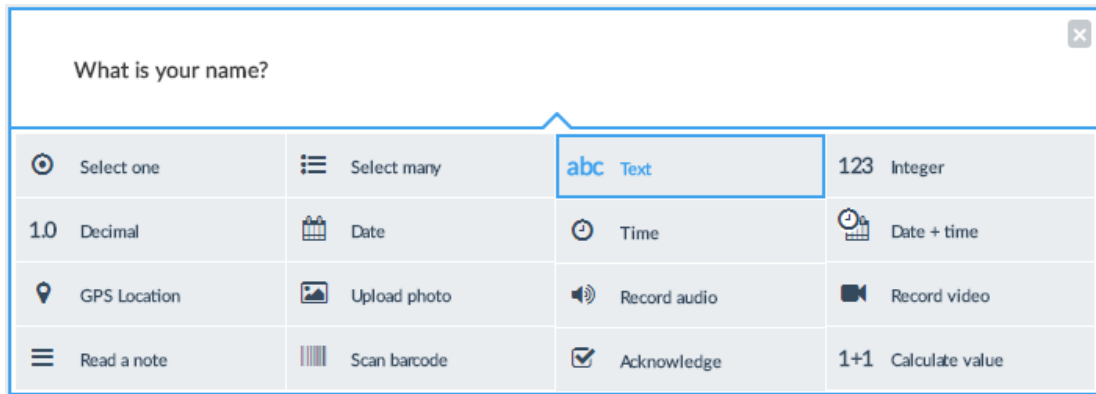 What is your name?
Select one Select many abc Text 123 Integer
1.0 Decimal Date Time Date + time
GPS Location Upload photo Record audio Record video
Read a note Scan barcode Acknowledge 1+1 Calculate value